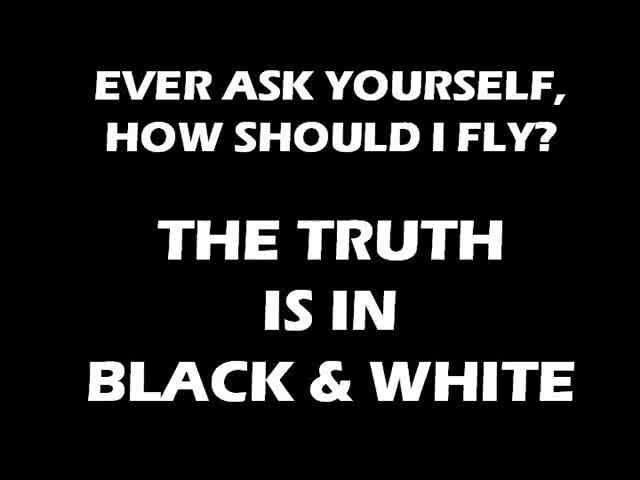 EVER ASK YOURSELF,
HOW SHOULD I FLY?
THE TRUTH
IS IN
BLACK & WHITE